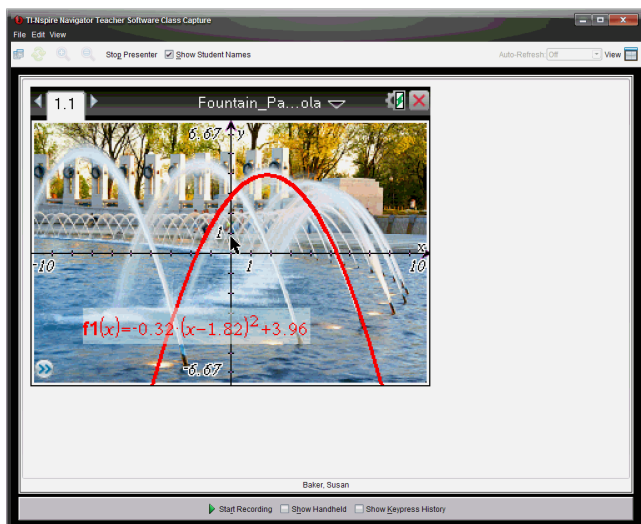 TI-Nspire Navigator Teacher Software Class Capture
File Edit View
Stop Presenter Show Student Names Auto-Refresh: Off View
1.1 Fountain_Pa...ola
6.67 y
1
x
-10 1 10
f1(x)=-0.32·(x-1.82)²+3.96
-6.67
Baker, Susan
Start Recording Show Handheld Show Keypress History